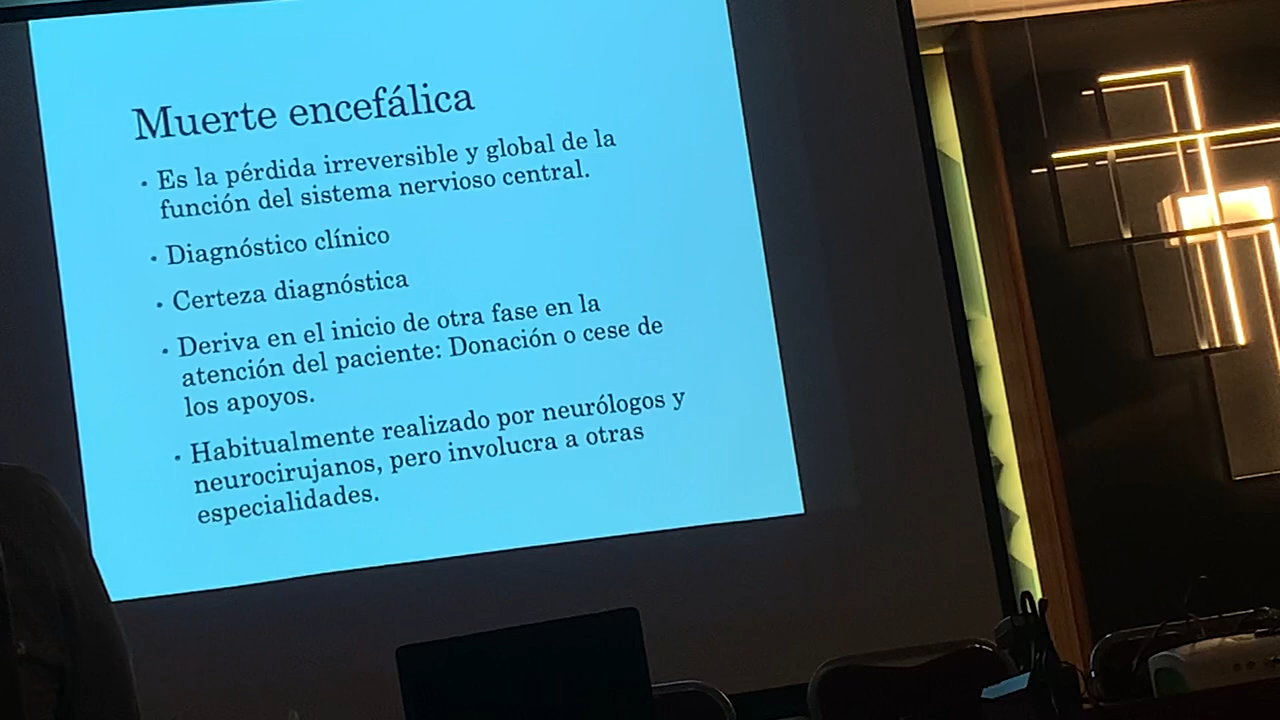 Muerte encefálica
• Es la pérdida irreversible y global de la
función del sistema nervioso central.
• Diagnóstico clínico
• Certeza diagnóstica
• Deriva en el inicio de otra fase en la
atención del paciente: Donación o cese de
los apoyos.
• Habitualmente realizado por neurólogos y
neurocirujanos, pero involucra a otras
especialidades.